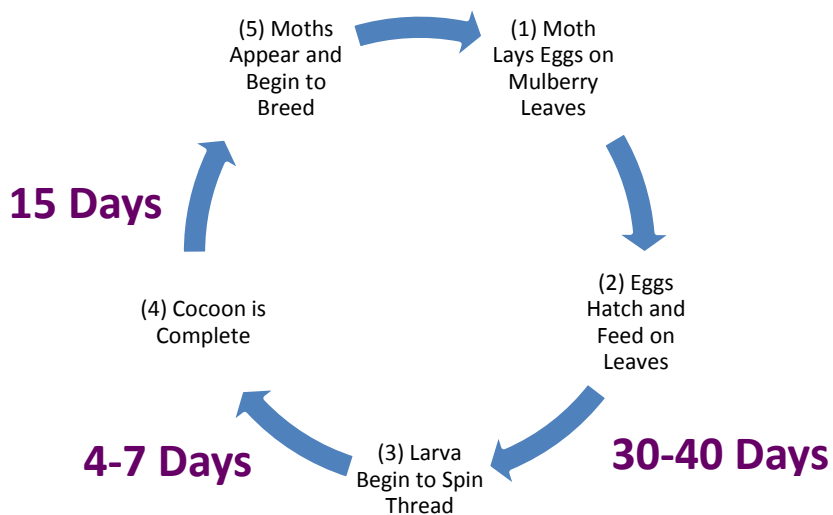 (1) Moth
Lays Eggs on
Mulberry
Leaves
(2) Eggs
Hatch and
Feed on
Leaves
30-40 Days
(3) Larva
Begin to Spin
Thread
4-7 Days
(4) Cocoon is
Complete
15 Days
(5) Moths
Appear and
Begin to
Breed